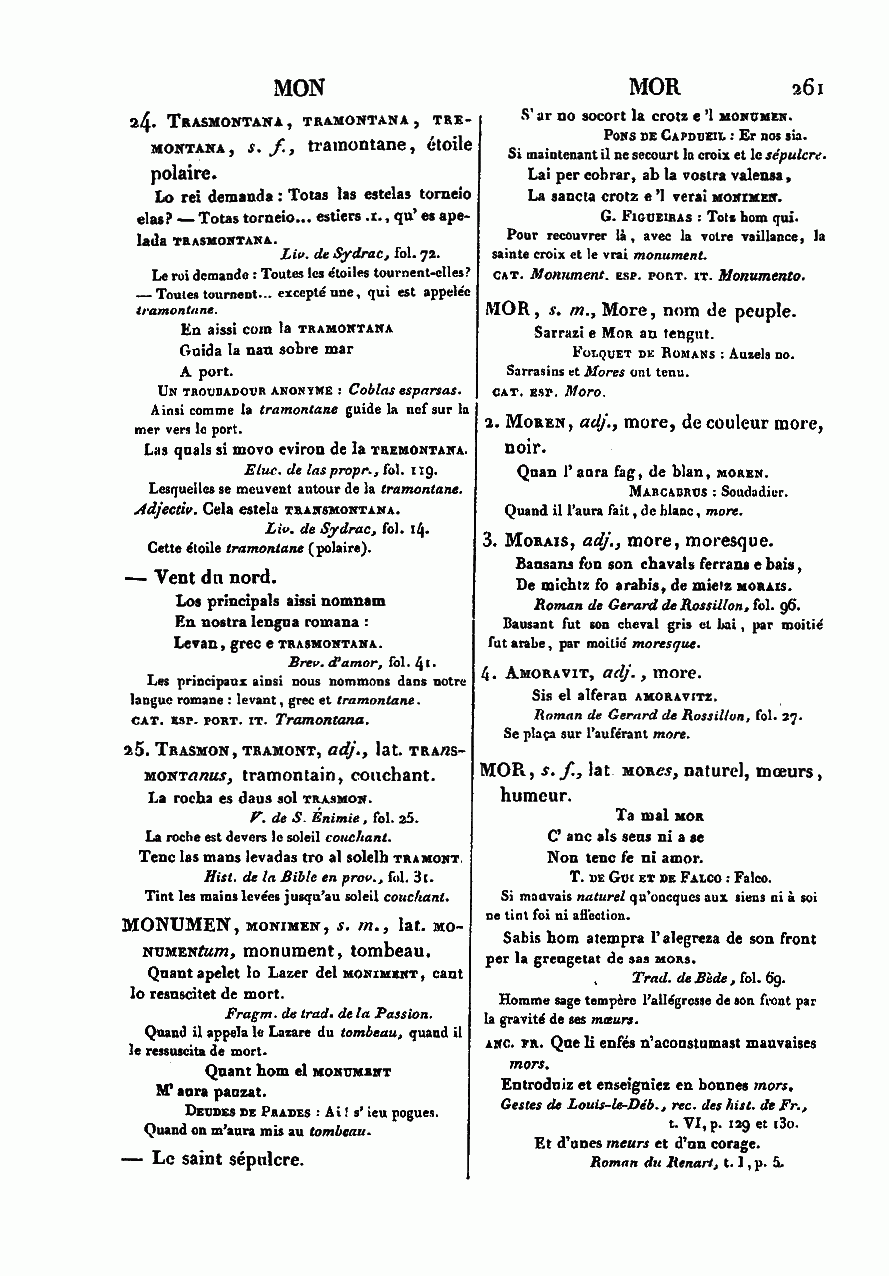 MON
24. TRASMONTANA, TRAMONTANA, TRE-
MONTANA, s. f., tramontane, étoile
polaire.
Lo rei demanda : Totas las estelas torneio
elas? — Totas torneio... estiers .I., qu' es ape-
lada TRASMONTANA.
Liv. de Sydrac, fol. 72.
Le roi demande : Toutes les étoiles tournent-elles?
— Toutes tournent... excepté une, qui est appelée
tramontane.
En aissi com la TRAMONTANA
Guida la nau sobre mar
A port.
UN TROUBADOUR ANONYME : Coblas esparsas.
Ainsi comme la tramontane guide la nef sur la
mer vers le port.
Las quals si movo eviron de la TREMONTANA.
Eluc. de las propr., fol. 119.
Lesquelles se meuvent autour de la tramontane.
Adjectiv. Cela estela TRANSMONTANA.
Liv. de Sydrac, fol. 14.
Cette étoile tramontane (polaire).
— Vent du nord.
Los principals aissi nomnam
En nostra lengua romana :
Levan, grec e TRASMONTANA.
Brev. d'amor, fol. 41.
Les principaux ainsi nous nommons dans notre
langue romane : levant, grec et tramontane.
CAT. ESP. PORT. IT. Tramontana.
25. TRASMON, TRAMONT, adj., lat. TRANS-
MONTanus, tramontain, couchant.
La rocha es daus sol TRASMON.
V. de S. Énimie, fol. 25.
La roche est devers le soleil couchant.
Tenc las mans levadas tro al solelh TRAMONT.
Hist. de la Bible en prov., fol. 31.
Tint les mains levées jusqu'au soleil couchant.
MONUMEN, MONIMEN, s. m., lat. MO-
NUMENtum, monument, tombeau.
Quant apelet lo Lazer del MONIMENT, cant
lo resuscitet de mort.
Fragm. de trad. de la Passion.
Quand il appela le Lazare du tombeau, quand il
le ressuscita de mort.
Quant hom el MONUMENT
M' aura pauzat.
DEUDES DE PRADES : Ai! s' ieu pogues.
Quand on m'aura mis au tombeau.
— Le saint sépulcre.
MOR 261
S' ar no socort la crotz e 'l MONUMEN.
PONS DE CAPDUEIL : Er nos sia.
Si maintenant il ne secourt la croix et le sépulcre.
Lai per cobrar, ab la vostra valensa,
La sancta crotz e 'l verai MONIMEN.
G. FIGUEIRAS : Tots hom qui.
Pour recouvrer là, avec la votre vaillance, la
sainte croix et le vrai monument.
CAT. Monument. ESP. PORT. IT. Monumento.
MOR, s. m., More, nom de peuple.
Sarrazi e MOR an tengut.
FOLQUET DE ROMANS : Auzels no.
Sarrasins et Mores ont tenu.
CAT. ESP. Moro.
2. MOREN, adj., more, de couleur more,
noir.
Quan l' aura fag, de blan, MOREN.
MARCABRUS : Soudadier.
Quand il l'aura fait, de blanc, more.
3. MORAIS, adj., more, moresque.
Bausans fon son chavals ferrans e bais,
De michtz fo arabis, de mietz MORAIS.
Roman de Gerard de Rossillon, fol. 96.
Bausant fut son cheval gris et bai, par moitié
fut arabe, par moitié moresque.
4. AMORAVIT, adj., more.
Sis el alferan AMORAVITZ.
Roman de Gerard de Rossillon, fol. 27.
Se plaça sur l'auférant more.
MOR, s. f., lat MORes, naturel, mœurs,
humeur.
Ta mal MOR
C' anc als seus ni a se
Non tenc fe ni amor.
T. DE GUI ET DE FALCO : Falco.
Si mauvais naturel qu'oncques aux siens ni à soi
ne tint foi ni affection.
Sabis hom atempra l' alegreza de son front
per la greugetat de sas MORS.
Trad. de Bède, fol. 69.
Homme sage tempère l'allégresse de son front par
la gravité de ses mœurs.
ANC. FR. Que li enfés n'acoustumast mauvaises
mors.
Entroduiz et enseigniez en bonnes mors.
Gestes de Louis-le-Déb., rec. des hist. de Fr.,
t. VI, p. 129 et 130.
Et d'unes meurs et d'un corage.
Roman du Renart, t. I, p. 5.